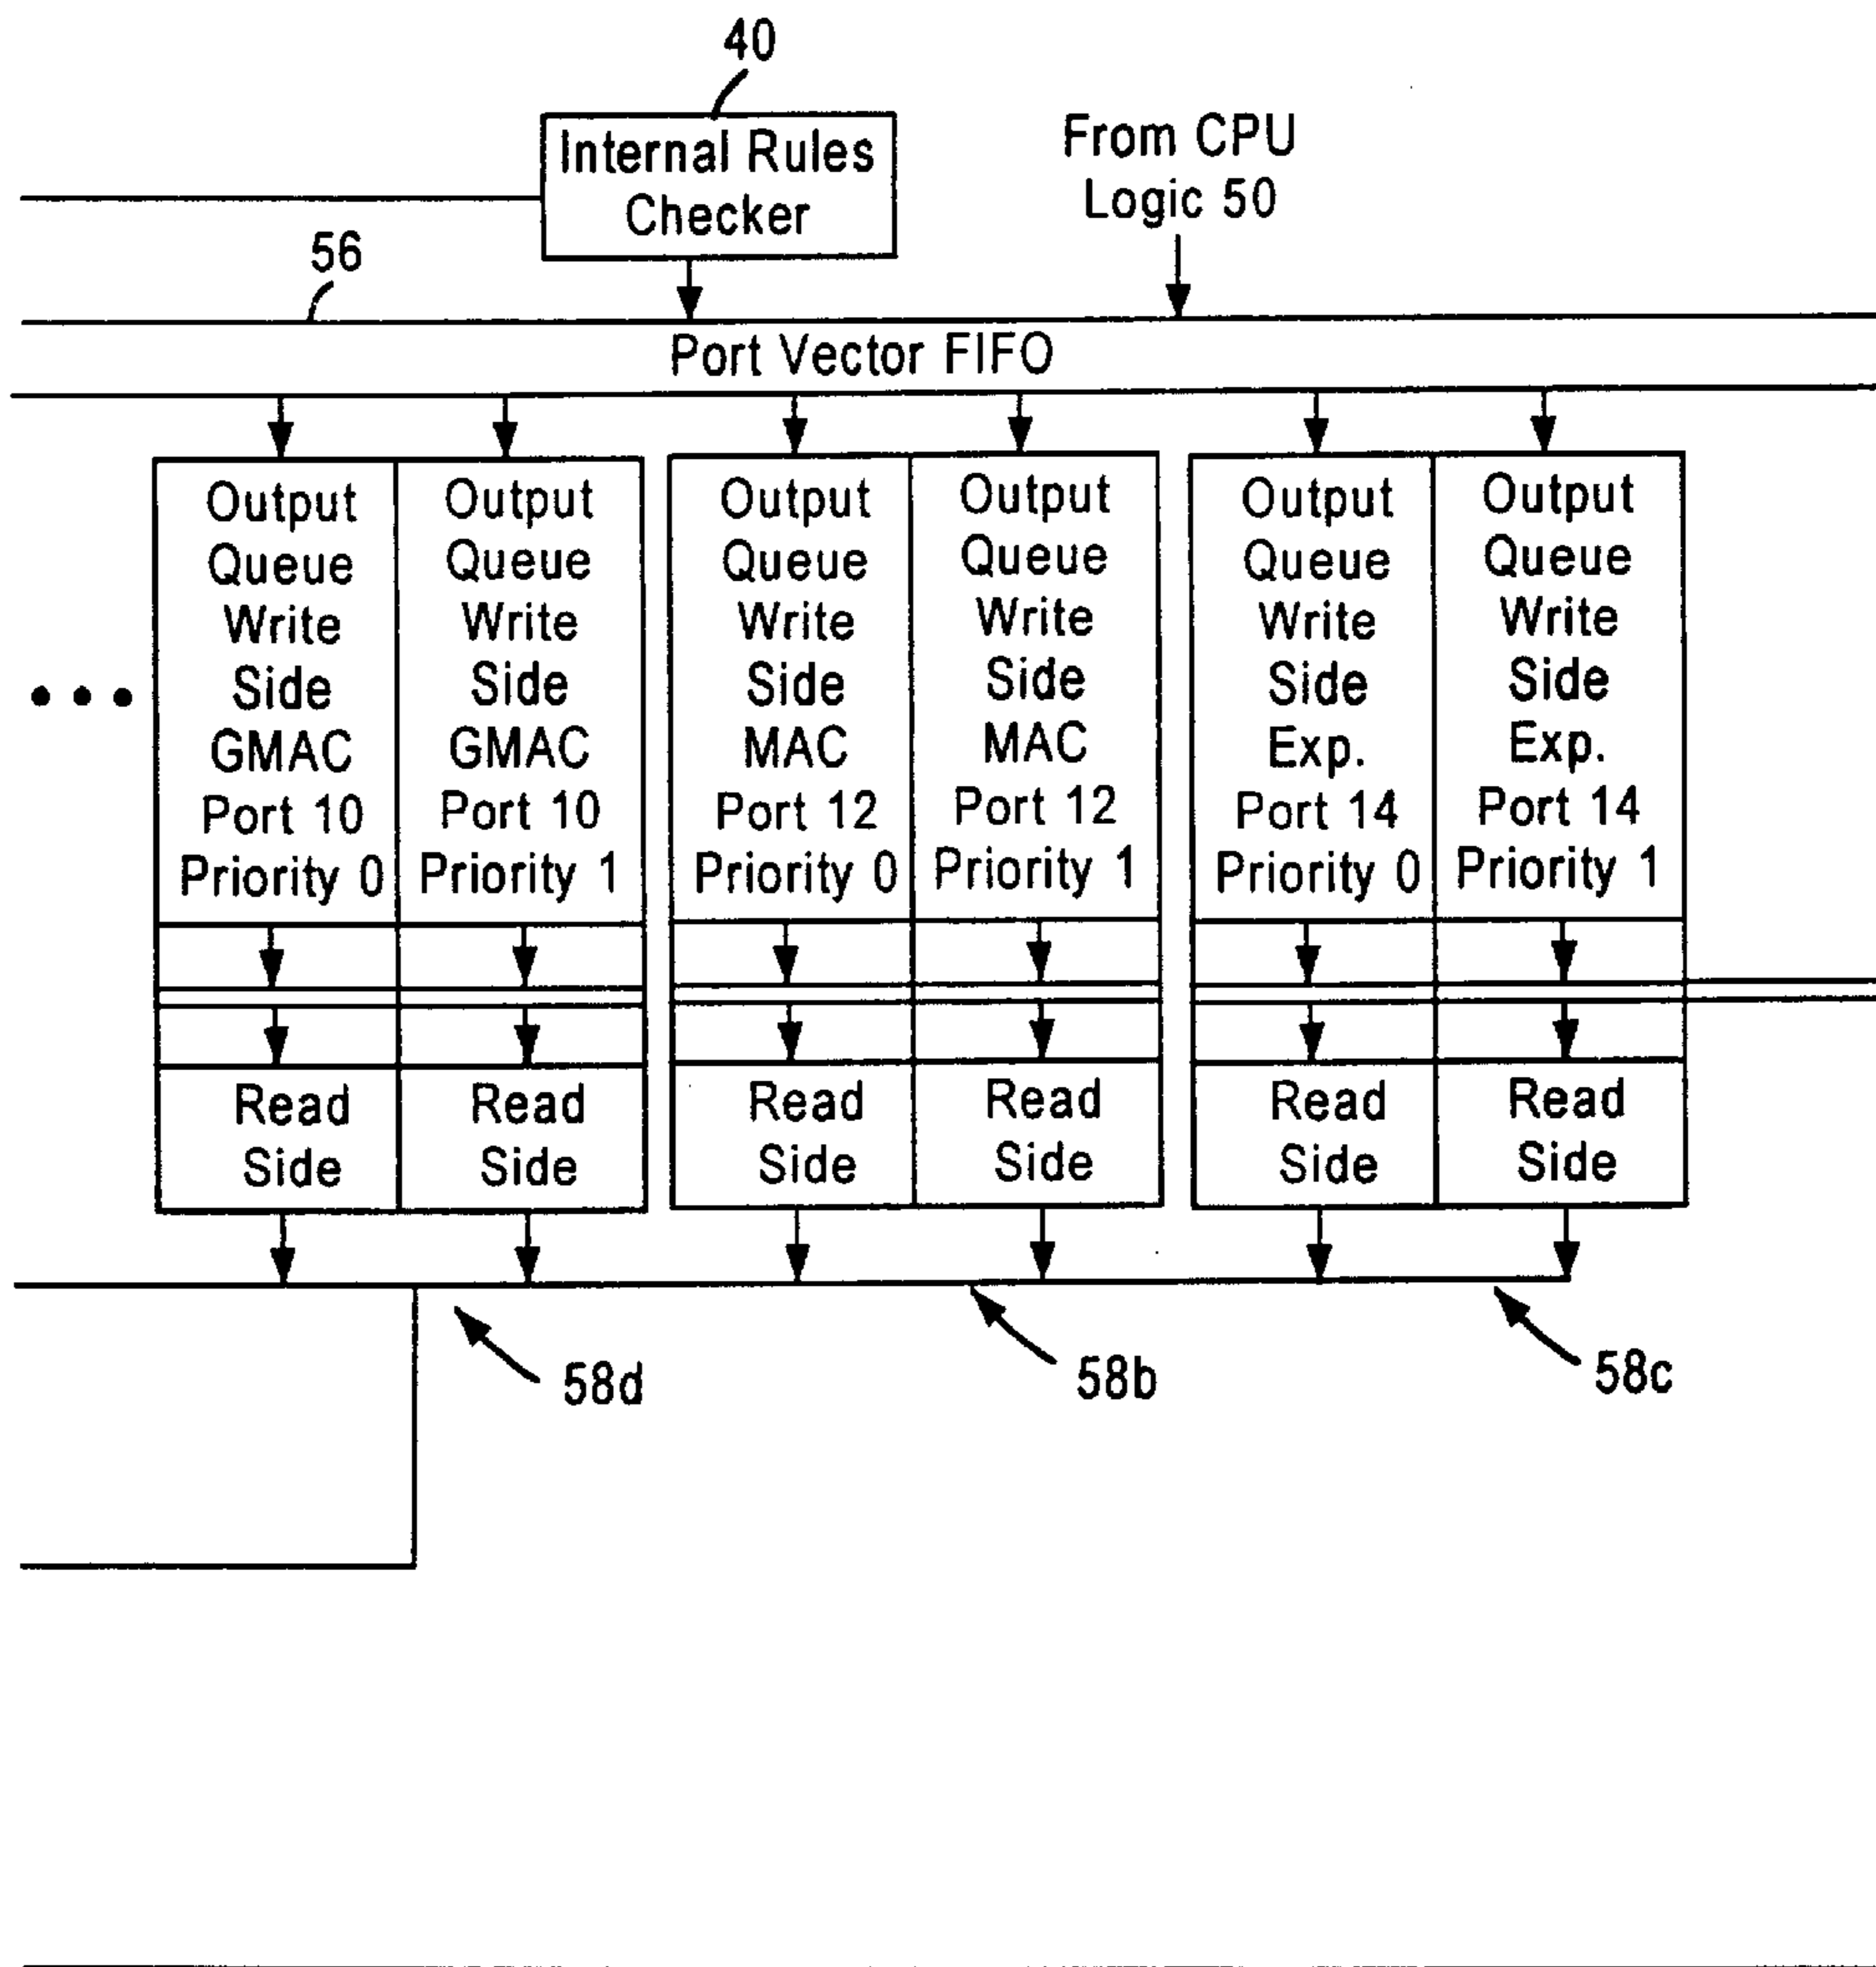 40
Internal Rules
Checker
From CPU
Logic 50
56
Port Vector FIFO
Output
Queue
Write
Side
GMAC
Port 10
Priority 0
Output
Queue
Write
Side
GMAC
Port 10
Priority 1
Output
Queue
Write
Side
MAC
Port 12
Priority 0
Output
Queue
Write
Side
MAC
Port 12
Priority 1
Output
Queue
Write
Side
Exp.
Port 14
Priority 0
Output
Queue
Write
Side
Exp.
Port 14
Priority 1
Read
Side
Read
Side
Read
Side
Read
Side
Read
Side
Read
Side
58d
58b
58c